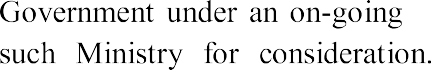 Government under an on-going
such Ministry for consideration.